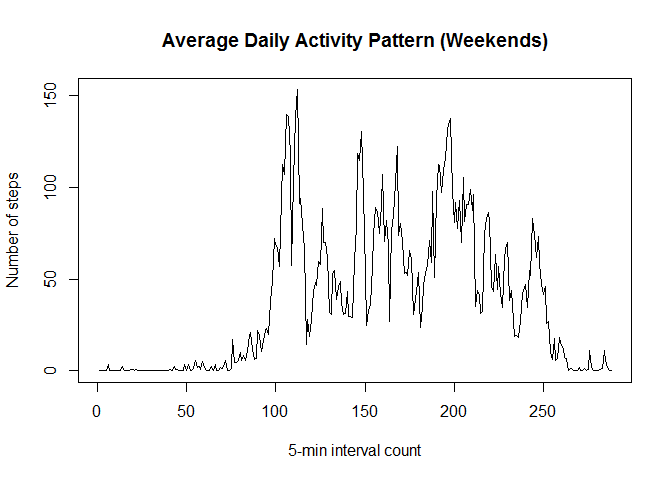 Average Daily Activity Pattern (Weekends)
Number of steps
150
100
50
0
0 50 100 150 200 250
5-min interval count